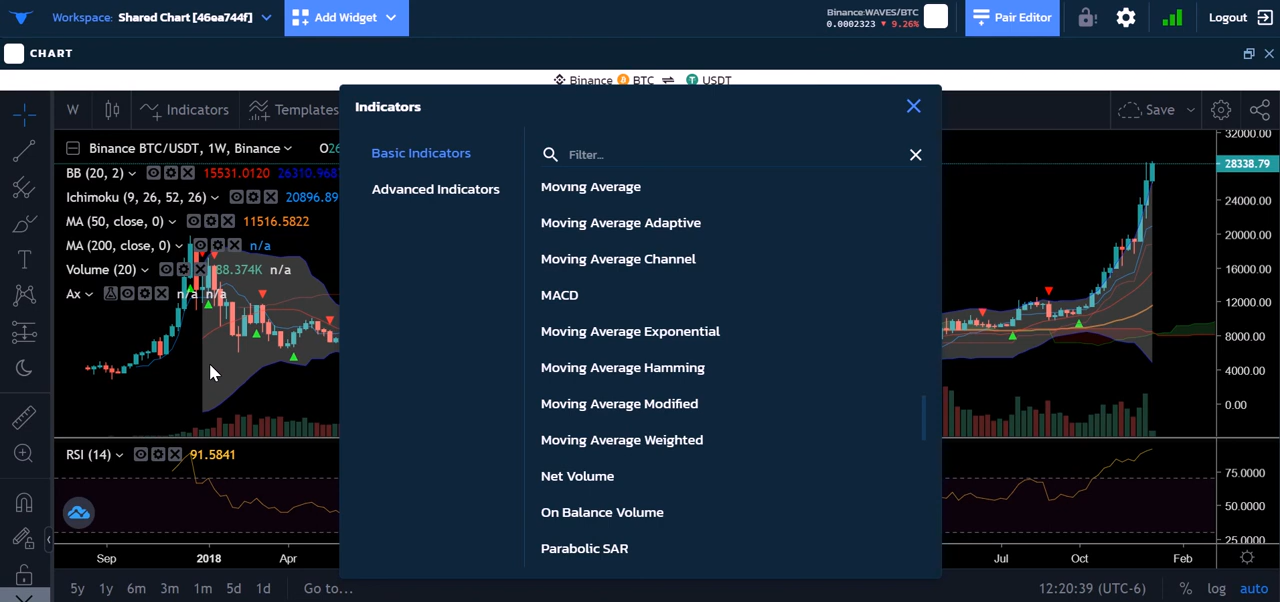 Workspace: Shared Chart [46ea744f]
Add Widget
Binance:WAVES/BTC
0.0002323 ▼ 9.26%
Pair Editor
Logout
CHART
Binance BTC ⇌ USDT
W
Indicators
Templates
Save
Binance BTC/USDT, 1W, Binance
BB (20, 2) 15531.0120
Ichimoku (9, 26, 52, 26) 20896.89
MA (50, close, 0) 11516.5822
MA (200, close, 0) n/a
Volume (20) 88.374K n/a
Ax n/a n/a
RSI (14) 91.5841
Indicators
Basic Indicators
Advanced Indicators
Filter...
Moving Average
Moving Average Adaptive
Moving Average Channel
MACD
Moving Average Exponential
Moving Average Hamming
Moving Average Modified
Moving Average Weighted
Net Volume
On Balance Volume
Parabolic SAR
32000.00
28338.79
24000.00
20000.00
16000.00
12000.00
8000.00
4000.00
0.00
75.0000
50.0000
25.0000
Sep 2018 Apr Jul Oct Feb
5y 1y 6m 3m 1m 5d 1d Go to... 12:20:39 (UTC-6) % log auto